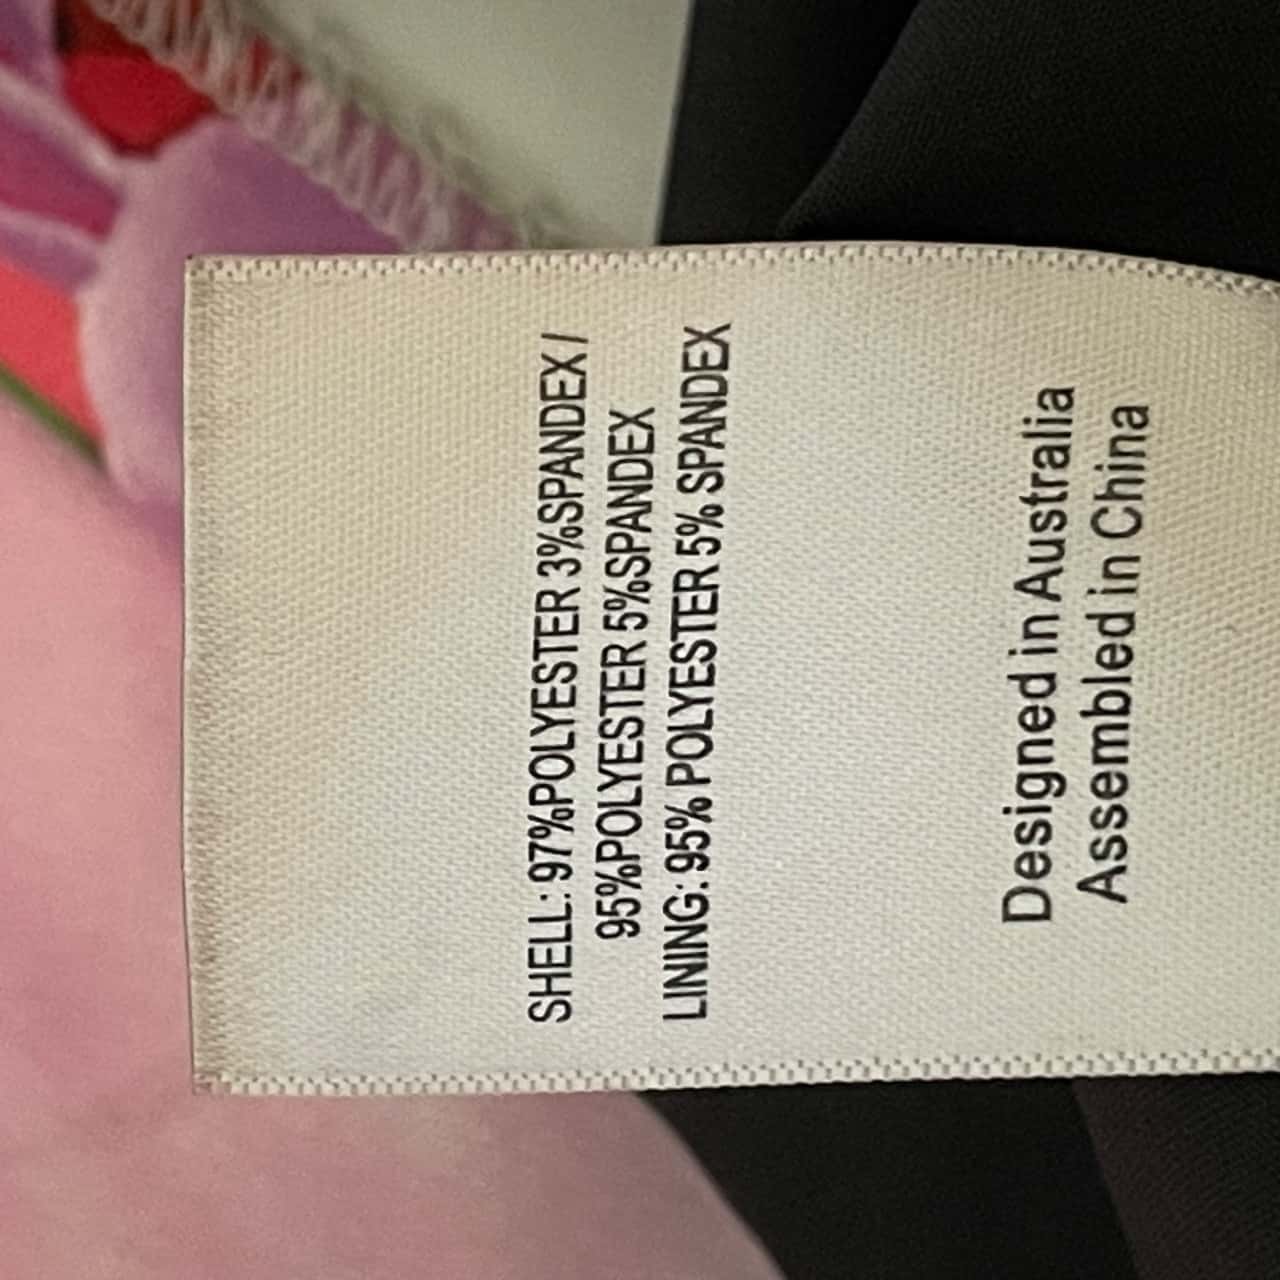 SHELL: 97%POLYESTER 3%SPANDEX /
95%POLYESTER 5%SPANDEX
LINING: 95% POLYESTER 5% SPANDEX
Designed in Australia
Assembled in China